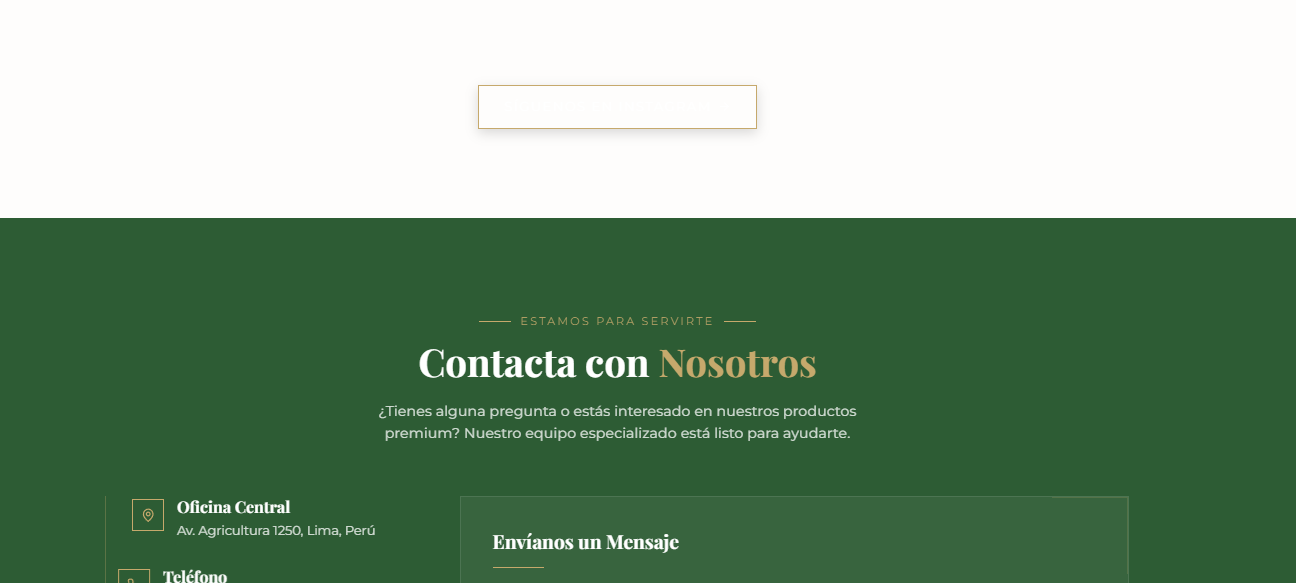 ESTAMOS PARA SERVIRTE
Contacta con Nosotros
¿Tienes alguna pregunta o estás interesado en nuestros productos
premium? Nuestro equipo especializado está listo para ayudarte.
Oficina Central
Av. Agricultura 1250, Lima, Perú
Teléfono
Envíanos un Mensaje